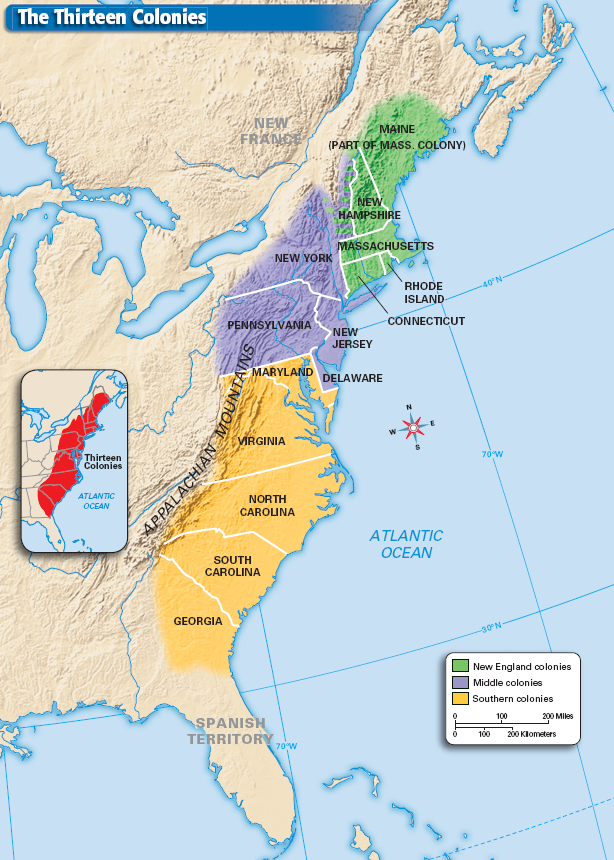 The Thirteen Colonies
NEW
FRANCE
MAINE
(PART OF MASS. COLONY)
NEW
HAMPSHIRE
MASSACHUSETTS
NEW YORK
RHODE
ISLAND
40°N
CONNECTICUT
PENNSYLVANIA
NEW
JERSEY
MARYLAND
DELAWARE
APPALACHIAN MOUNTAINS
N
W
E
S
VIRGINIA
70°W
Thirteen
Colonies
ATLANTIC
OCEAN
NORTH
CAROLINA
ATLANTIC
OCEAN
SOUTH
CAROLINA
GEORGIA
30°N
New England colonies
Middle colonies
Southern colonies
0 100 200 Miles
0 100 200 Kilometers
SPANISH
TERRITORY
70°W